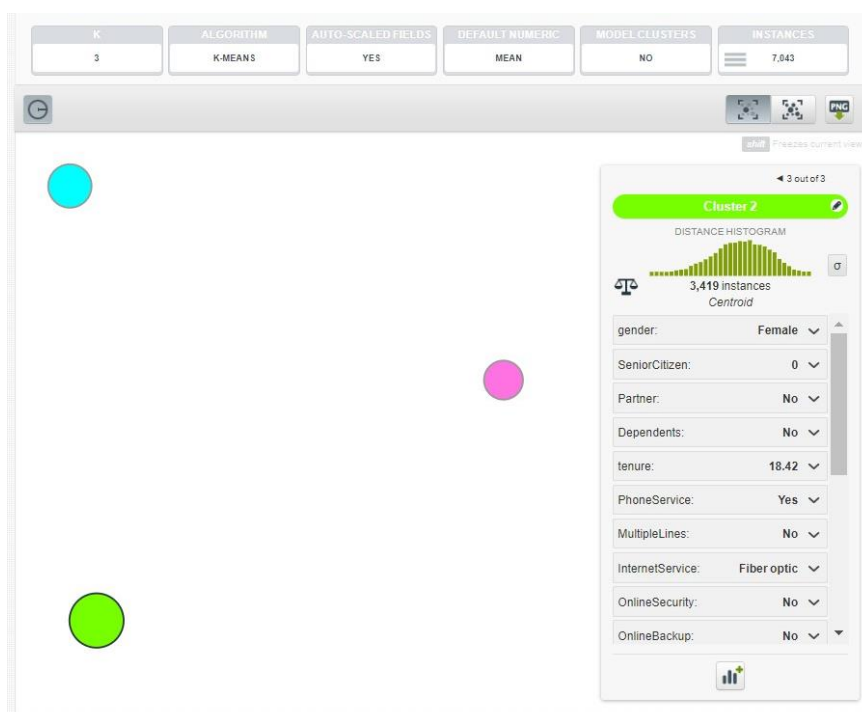 K ALGORITHM AUTO-SCALED FIELDS DEFAULT NUMERIC MODEL CLUSTERS INSTANCES
3 K-MEANS YES MEAN NO 7,043
PNG
shift Freezes current view
◄ 3 out of 3
Cluster 2
DISTANCE HISTOGRAM
σ
3,419 instances
Centroid
gender: Female
SeniorCitizen: 0
Partner: No
Dependents: No
tenure: 18.42
PhoneService: Yes
MultipleLines: No
InternetService: Fiber optic
OnlineSecurity: No
OnlineBackup: No